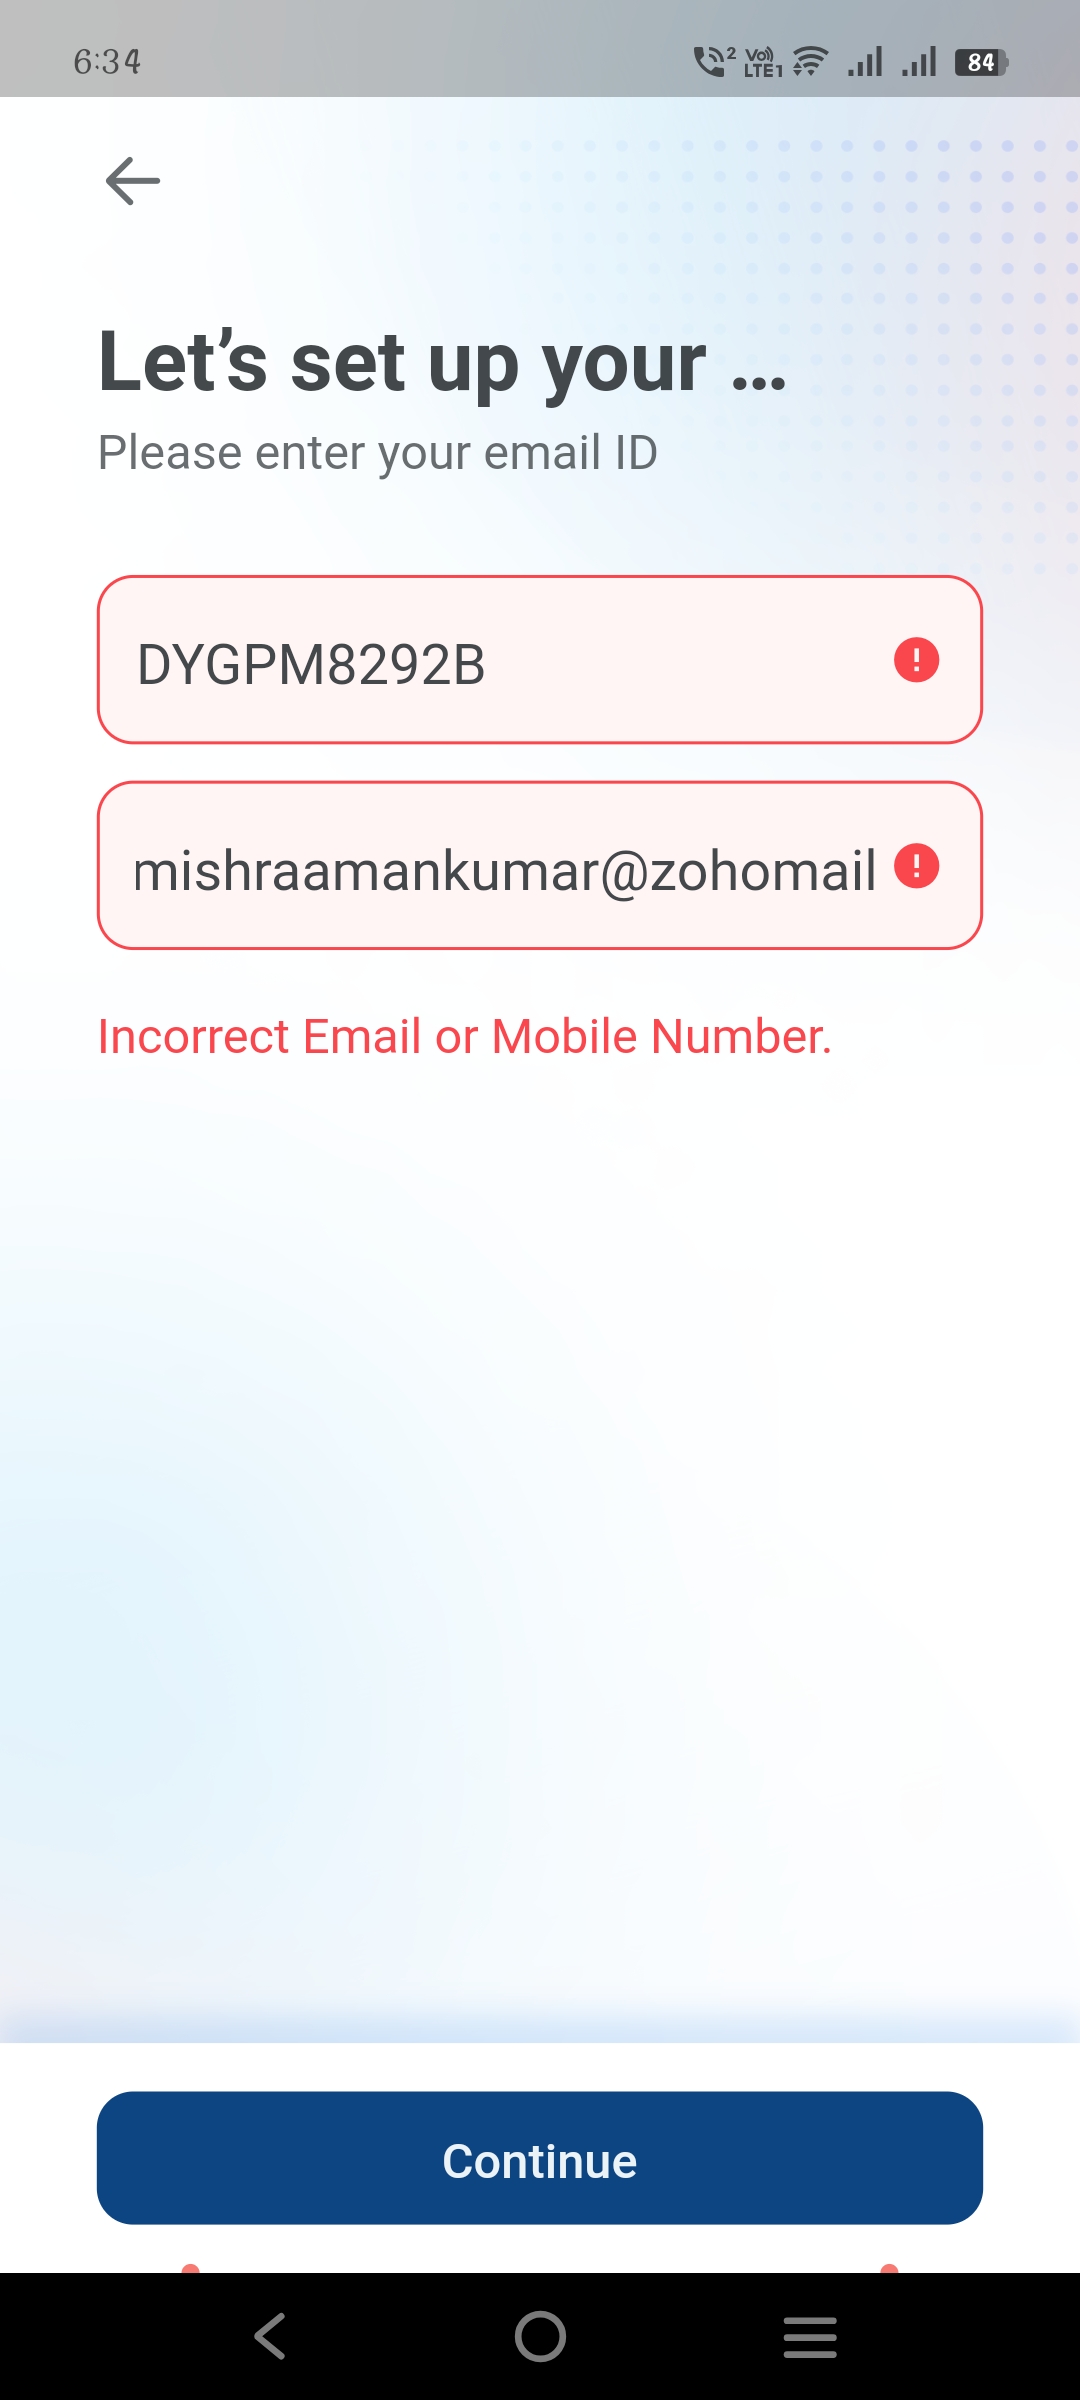 6:34
2 Vo) LTE1 84
Let’s set up your ...
Please enter your email ID
DYGPM8292B
mishraamankumar@zohomail
Incorrect Email or Mobile Number.
Continue